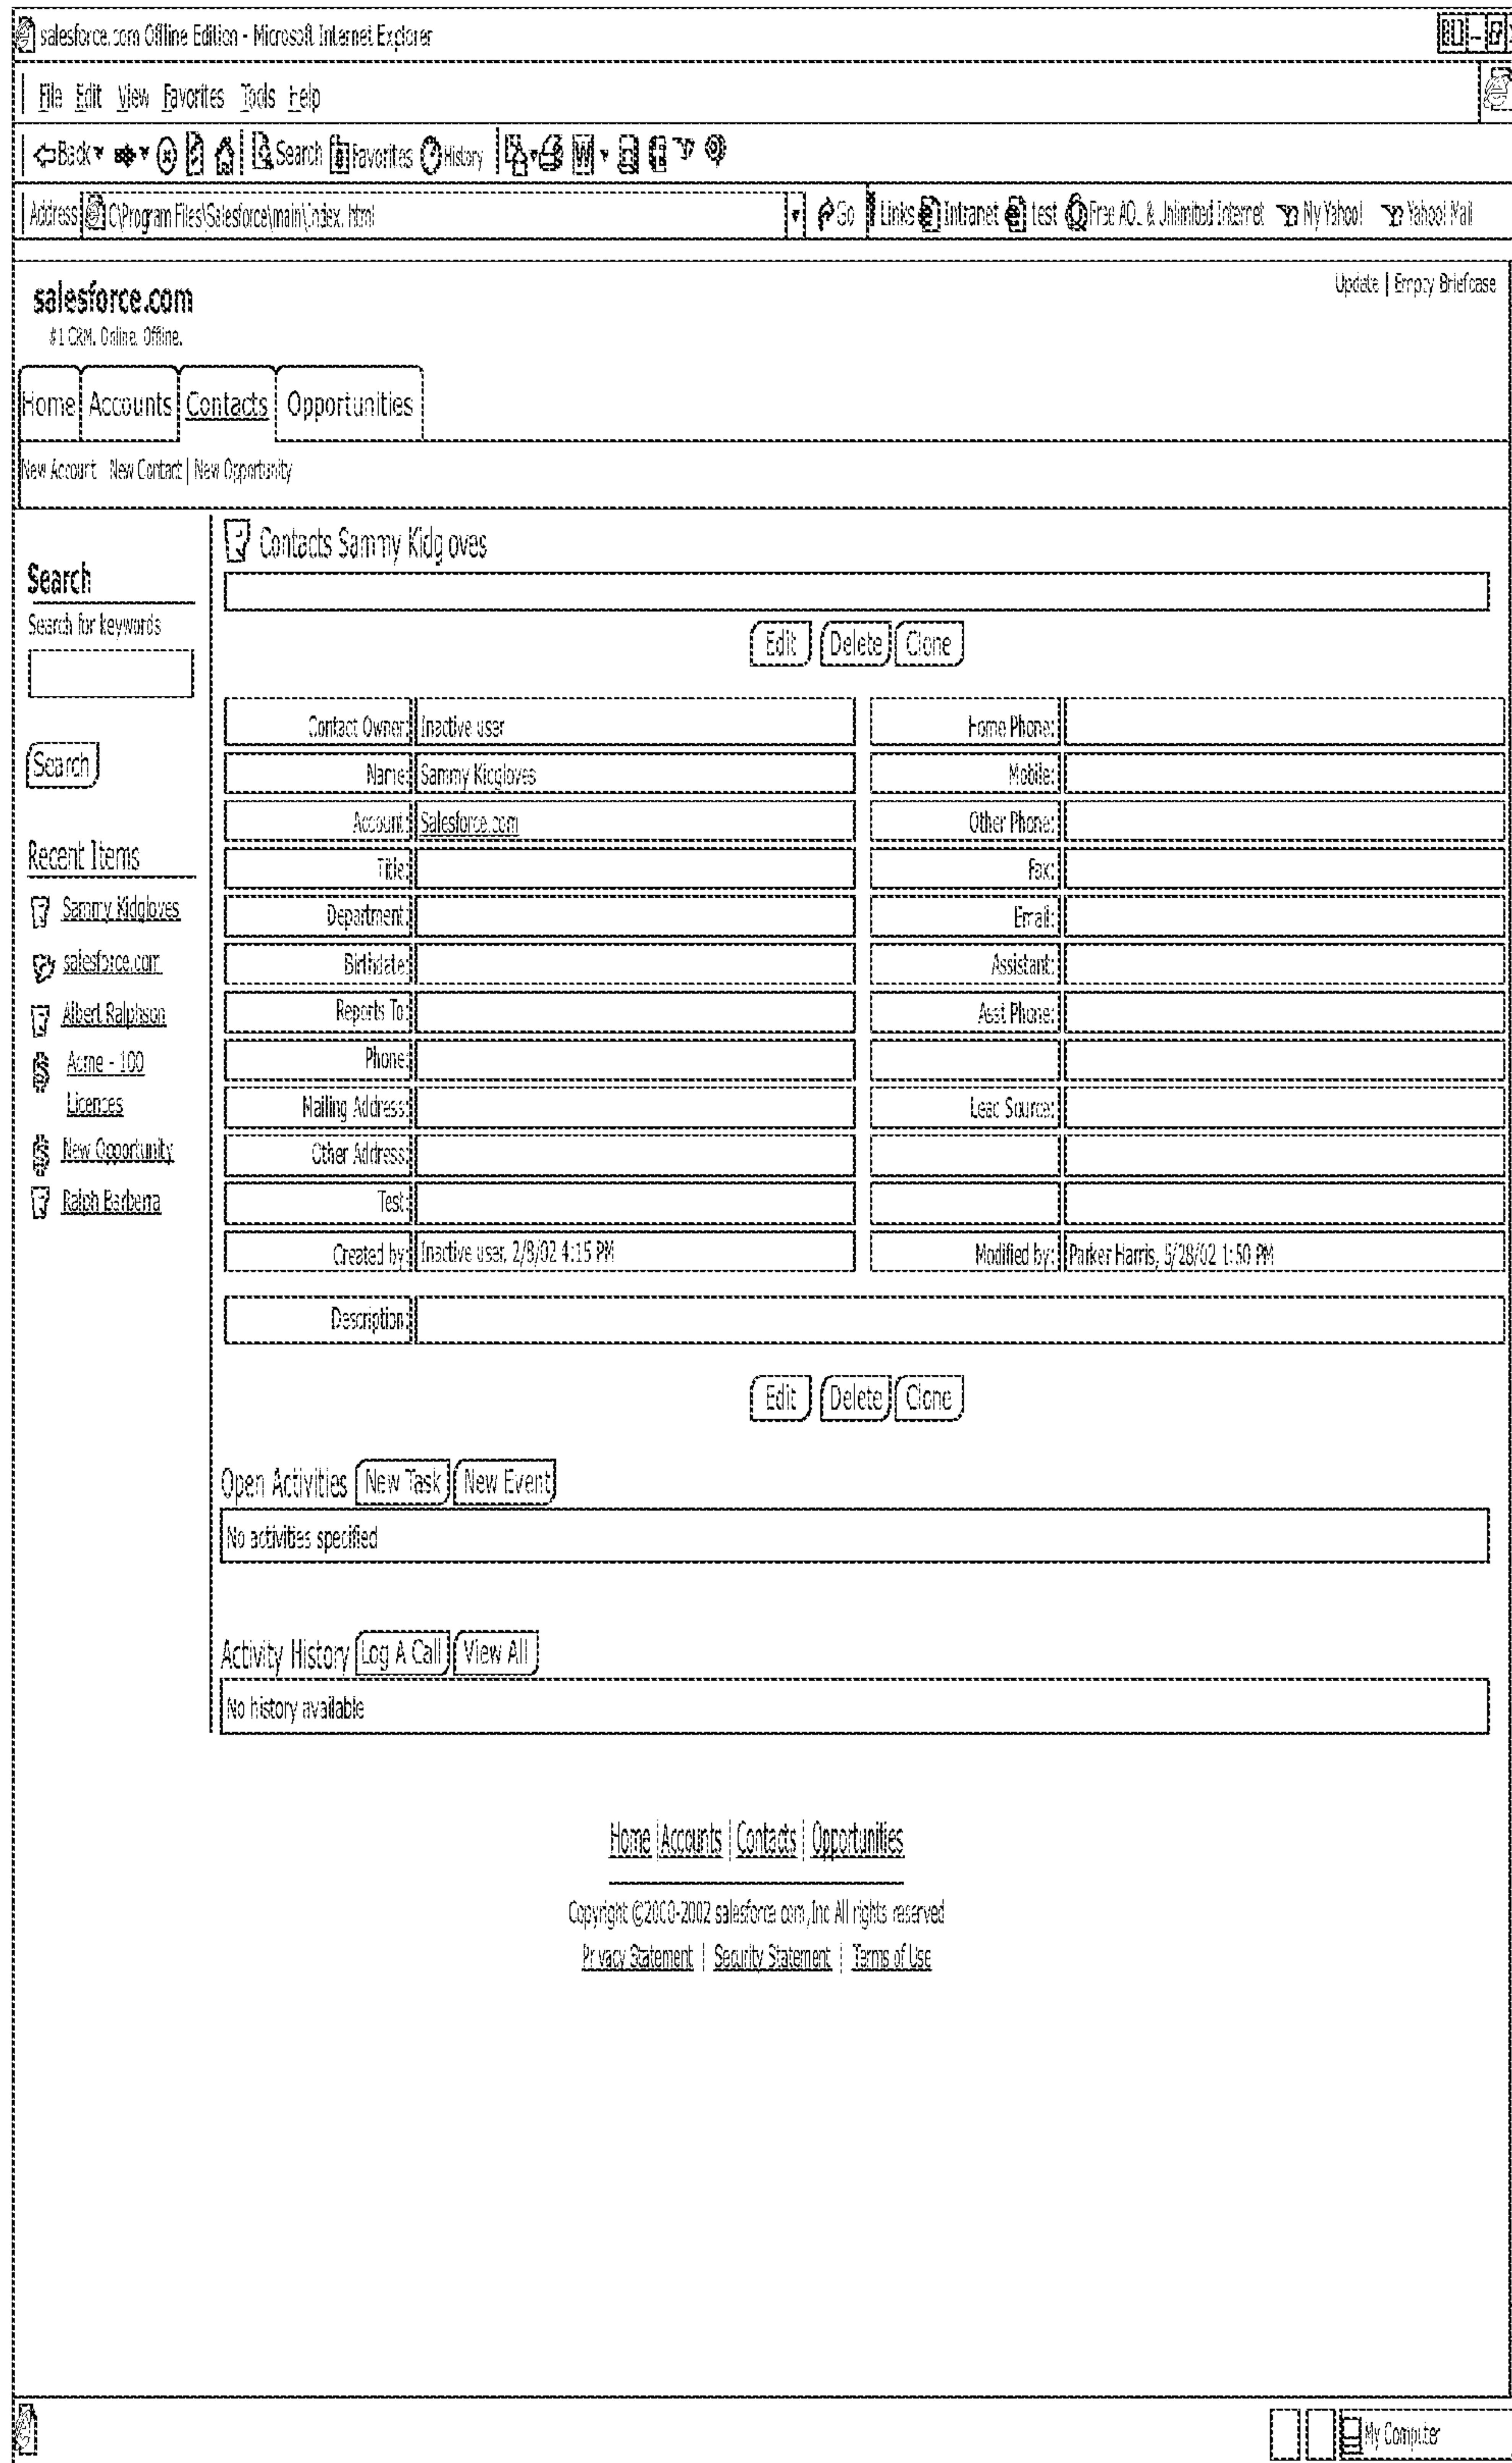 salesforce.com Offline Edition - Microsoft Internet Explorer
File Edit View Favorites Tools Help
Back Search Favorites History
Address C:\Program Files\Salesforce\main\index.html Go Links Intranet test Free AOL & Unlimited Internet My Yahoo! Yahoo! Mail
salesforce.com Update | Empty Briefcase
#1 CRM. Online. Offline.
Home Accounts Contacts Opportunities
New Account New Contact | New Opportunity
Contacts Sammy Kidgloves
Search
Search for keywords
Edit Delete Clone
Contact Owner: Inactive user Home Phone:
Name: Sammy Kidgloves Mobile:
Search
Account: Salesforce.com Other Phone:
Recent Items
Title: Fax:
Sammy Kidgloves
Department: Email:
salesforce.com
Birthdate: Assistant:
Albert Ralphson
Reports To: Asst Phone:
Acme - 100
Licences
Phone:
Mailing Address: Lead Source:
New Opportunity
Other Address:
Ralph Barberra
Test:
Created by: Inactive user, 2/8/02 4:15 PM Modified by: Parker Harris, 9/28/02 1:50 PM
Description:
Edit Delete Clone
Open Activities New Task New Event
No activities specified
Activity History Log A Call View All
No history available
Home | Accounts | Contacts | Opportunities
Copyright ©2000-2002 salesforce com, Inc All rights reserved
Privacy Statement | Security Statement | Terms of Use
My Computer